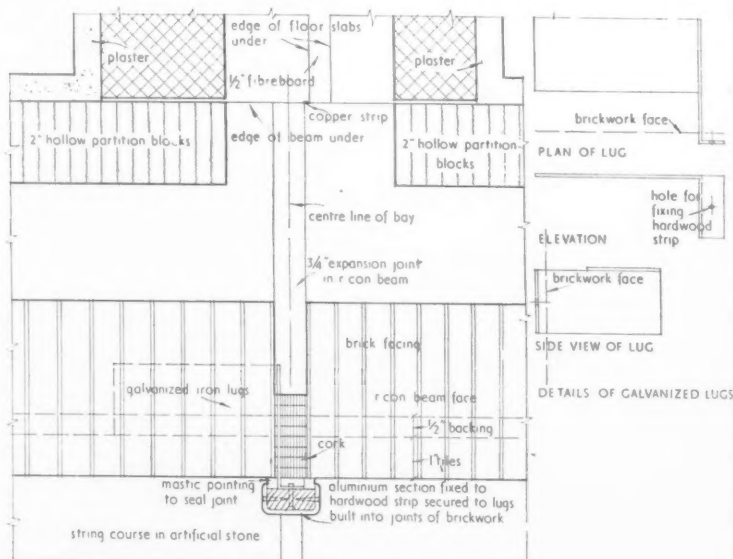 edge of floor slabs
under
plaster
1/2" fibreboard
plaster
copper strip
edge of beam under
2" hollow partition blocks
2" hollow partition
blocks
centre line of bay
3/4" expansion joint
in r con beam
brick facing
galvanized iron lugs
r con beam face
1/2" backing
cork
1" tiles
mastic pointing
to seal joint
aluminium section fixed to
hardwood strip secured to lugs
built into joints of brickwork
string course in artificial stone
brickwork face
PLAN OF LUG
hole for
fixing
hardwood
strip
ELEVATION
brickwork face
SIDE VIEW OF LUG
DETAILS OF GALVANIZED LUGS